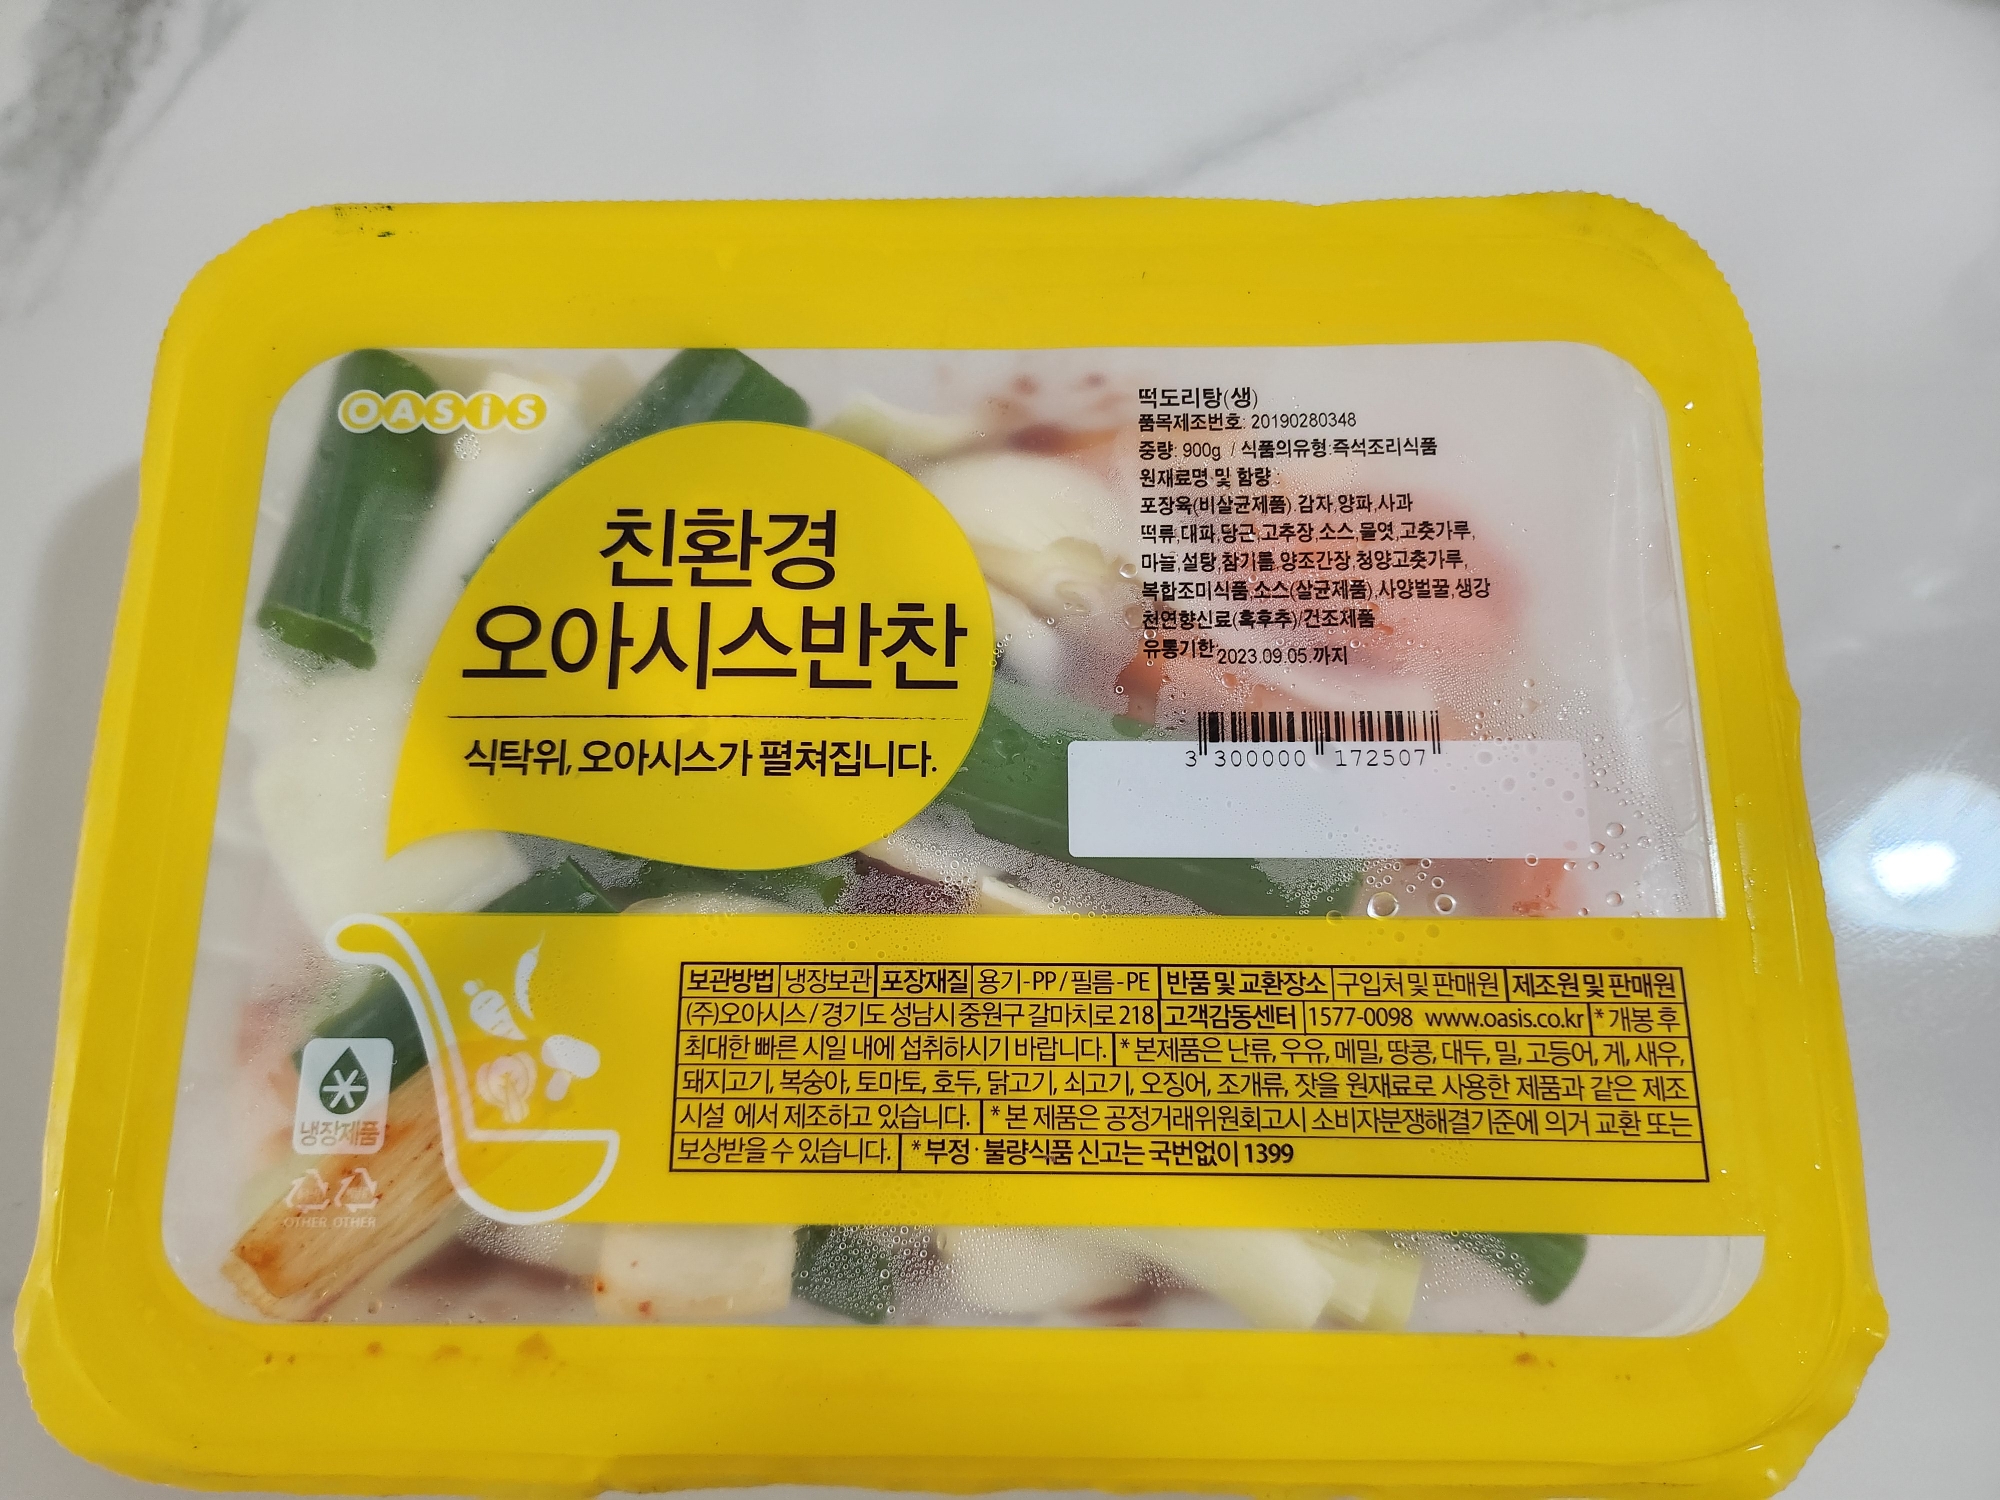 OASIS
친환경
오아시스반찬
식탁위, 오아시스가 펼쳐집니다.
떡도리탕(생)
품목제조번호: 20190280348
중량: 900g / 식품의유형:즉석조리식품
원재료명 및 함량 :
포장육(비살균제품),감자,양파,사과
떡류,대파,당근,고추장,소스,물엿,고춧가루,
마늘,설탕,참기름,양조간장,청양고춧가루,
복합조미식품,소스(살균제품),사양벌꿀,생강
천연향신료(흑후추)/건조제품
유통기한:2023.09.05.까지
3 300000 172507
보관방법 냉장보관 포장재질 용기-PP / 필름-PE 반품 및 교환장소 구입처 및 판매원 제조원 및 판매원
(주)오아시스 / 경기도 성남시 중원구 갈마치로 218 고객감동센터 1577-0098 www.oasis.co.kr * 개봉 후
최대한 빠른 시일 내에 섭취하시기 바랍니다. * 본제품은 난류, 우유, 메밀, 땅콩, 대두, 밀, 고등어, 게, 새우,
돼지고기, 복숭아, 토마토, 호두, 닭고기, 쇠고기, 오징어, 조개류, 잣을 원재료로 사용한 제품과 같은 제조
시설 에서 제조하고 있습니다. * 본 제품은 공정거래위원회고시 소비자분쟁해결기준에 의거 교환 또는
보상받을 수 있습니다. * 부정 · 불량식품 신고는 국번없이 1399
냉장제품
OTHER OTHER